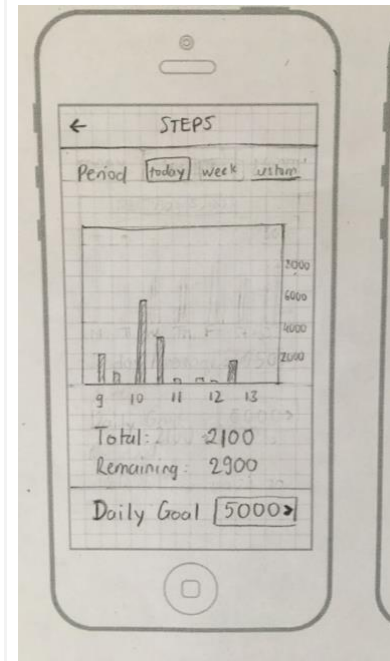 ← STEPS
Period today week ustom
8000
6000
4000
2000
9 10 11 12 13
Total: 2100
Remaining: 2900
Daily Goal 5000>